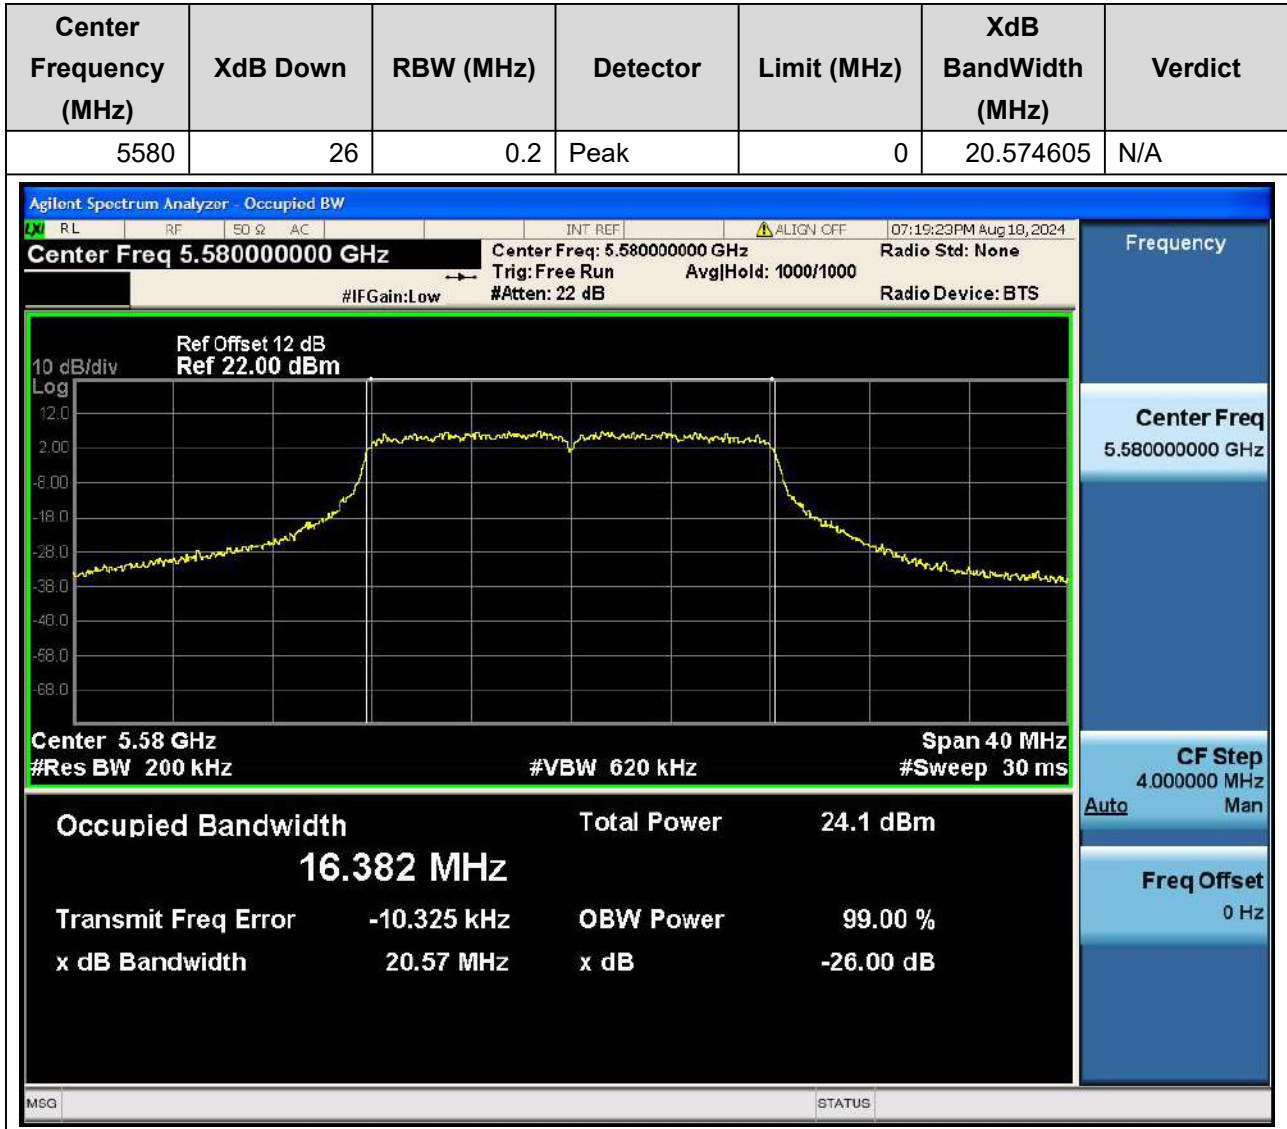 Center Frequency (MHz) XdB Down RBW (MHz) Detector Limit (MHz) XdB BandWidth (MHz) Verdict
5580 26 0.2 Peak 0 20.574605 N/A
Agilent Spectrum Analyzer - Occupied BW
LXI RL RF 50 Ω AC INT REF ALIGN OFF 07:19:23PM Aug 18, 2024
Center Freq 5.580000000 GHz
Center Freq: 5.580000000 GHz
Radio Std: None
Trig: Free Run Avg|Hold: 1000/1000
#IFGain:Low #Atten: 22 dB
Radio Device: BTS
Ref Offset 12 dB
10 dB/div Ref 22.00 dBm
Log
12.0
2.00
-8.00
-18.0
-28.0
-38.0
-48.0
-58.0
-68.0
Center 5.58 GHz Span 40 MHz
#Res BW 200 kHz #VBW 620 kHz #Sweep 30 ms
Occupied Bandwidth Total Power 24.1 dBm
16.382 MHz
Transmit Freq Error -10.325 kHz OBW Power 99.00 %
x dB Bandwidth 20.57 MHz x dB -26.00 dB
Frequency
Center Freq
5.580000000 GHz
CF Step
4.000000 MHz
Auto Man
Freq Offset
0 Hz
MSG STATUS